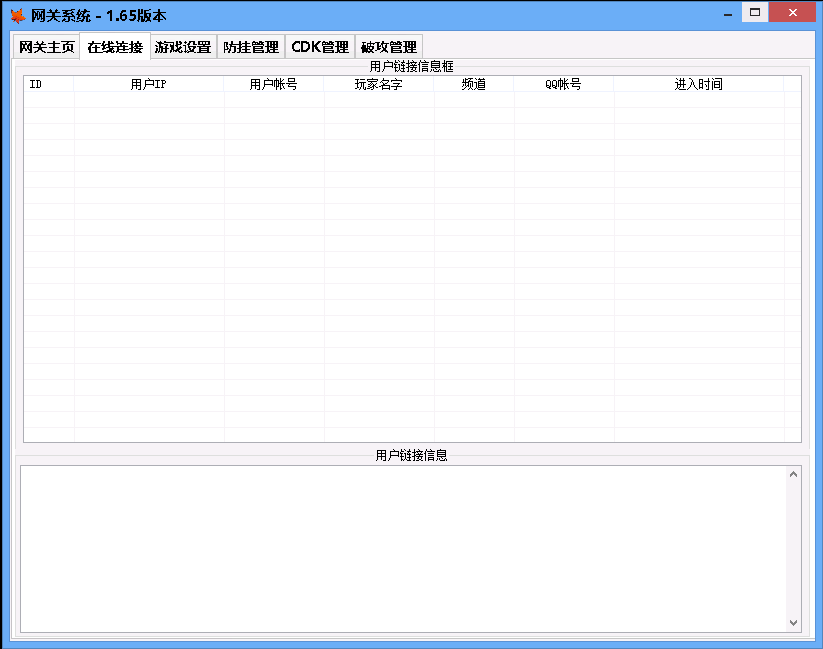 网关系统 - 1.65版本
网关主页 在线连接 游戏设置 防挂管理 CDK管理 破攻管理
用户链接信息框
ID 用户IP 用户帐号 玩家名字 频道 QQ帐号 进入时间
用户链接信息